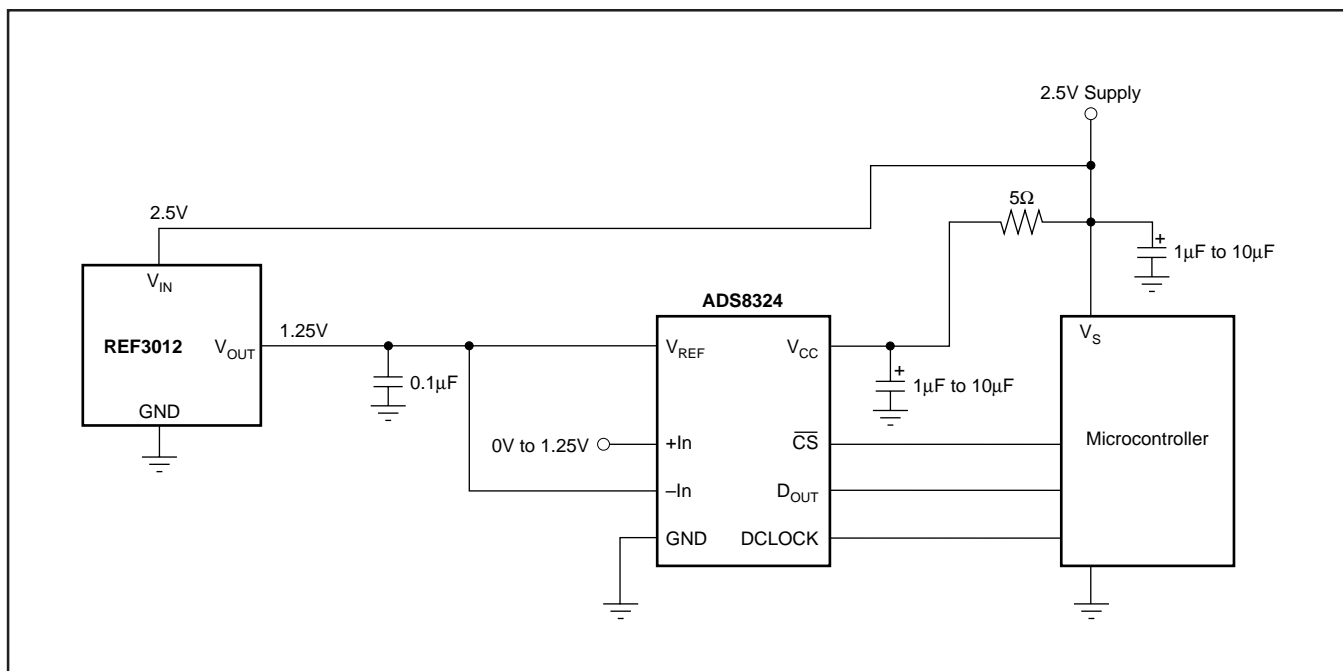 2.5V Supply
2.5V
5Ω
+
1μF to 10μF
V_IN
REF3012
V_OUT
GND
1.25V
0.1μF
ADS8324
V_REF
V_CC
+
1μF to 10μF
0V to 1.25V
+In
–In
GND
C̅S̅
D_OUT
DCLOCK
V_S
Microcontroller